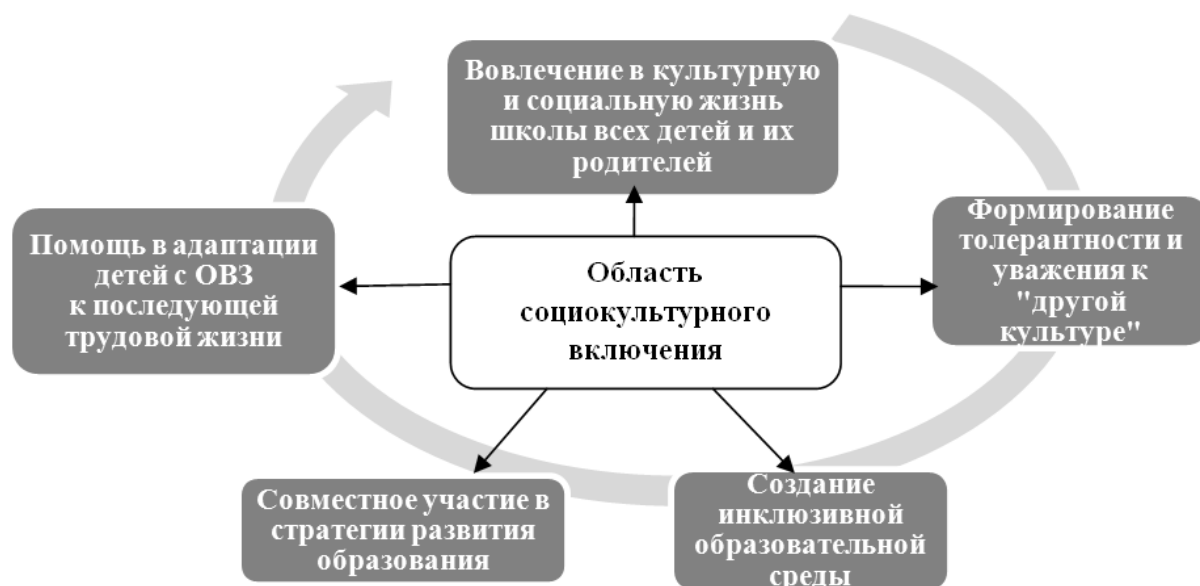 Вовлечение в культурную
и социальную жизнь
школы всех детей и их
родителей
Формирование
толерантности и
уважения к
"другой
культуре"
Помощь в адаптации
детей с ОВЗ
к последующей
трудовой жизни
Область
социокультурного
включения
Совместное участие в
стратегии развития
образования
Создание
инклюзивной
образовательной
среды